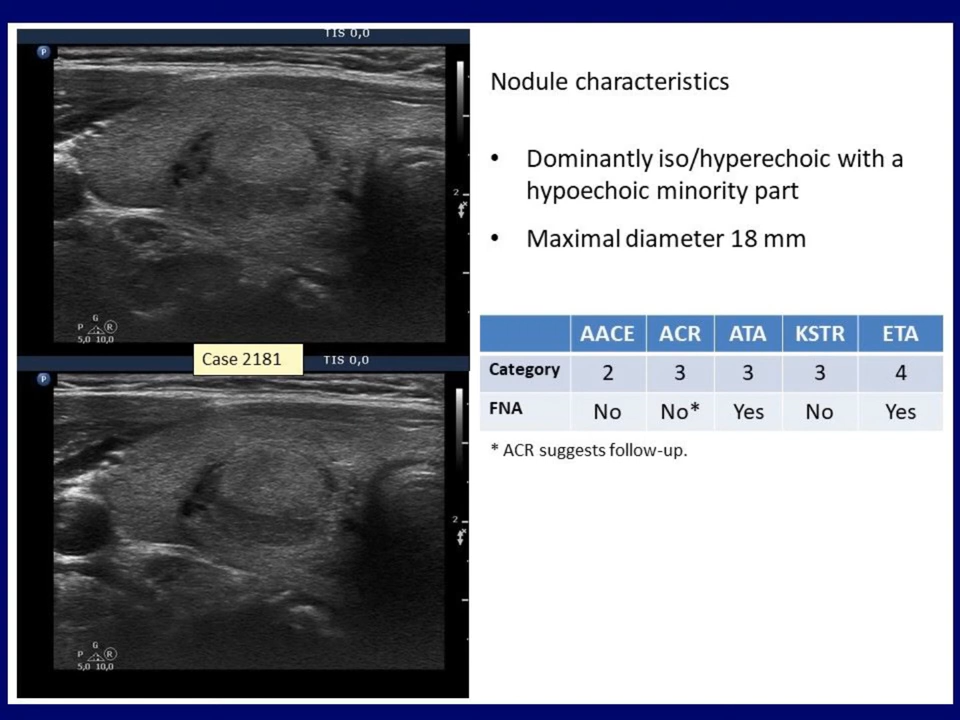 TIS 0,0
P
2
G
P R
5,0 10,0
Case 2181
TIS 0,0
P
2
G
P R
5,0 10,0
Nodule characteristics
• Dominantly iso/hyperechoic with a
hypoechoic minority part
• Maximal diameter 18 mm
AACE ACR ATA KSTR ETA
Category 2 3 3 3 4
FNA No No* Yes No Yes
* ACR suggests follow-up.